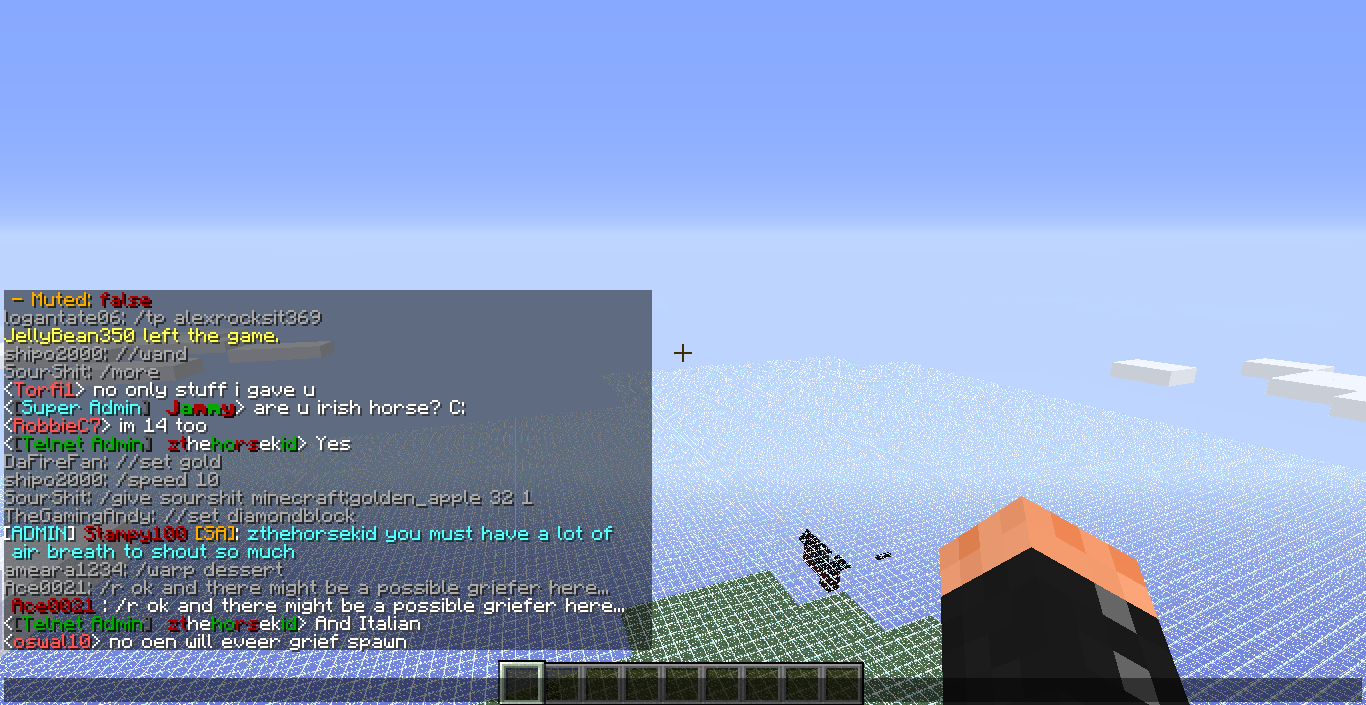 - Muted: false
logantate06: /tp alexrocksit369
JellyBean350 left the game.
shipo2000: //wand
SourShit: /more
<Torfi1> no only stuff i gave u
<[Super Admin] Jammy> are u irish horse? C:
<RobbieC7> im 14 too
<[Telnet Admin] zthehorsekid> Yes
DaFireFan: //set gold
shipo2000: /speed 10
SourShit: /give sourshit minecraft:golden_apple 32 1
TheGamingAndy: //set diamondblock
[ADMIN] Stampy100 [SA]: zthehorsekid you must have a lot of
air breath to shout so much
ameara1234: /warp dessert
Ace0021: /r ok and there might be a possible griefer here...
Ace0021 : /r ok and there might be a possible griefer here...
<[Telnet Admin] zthehorsekid> And Italian
<oswal10> no oen will eveer grief spawn